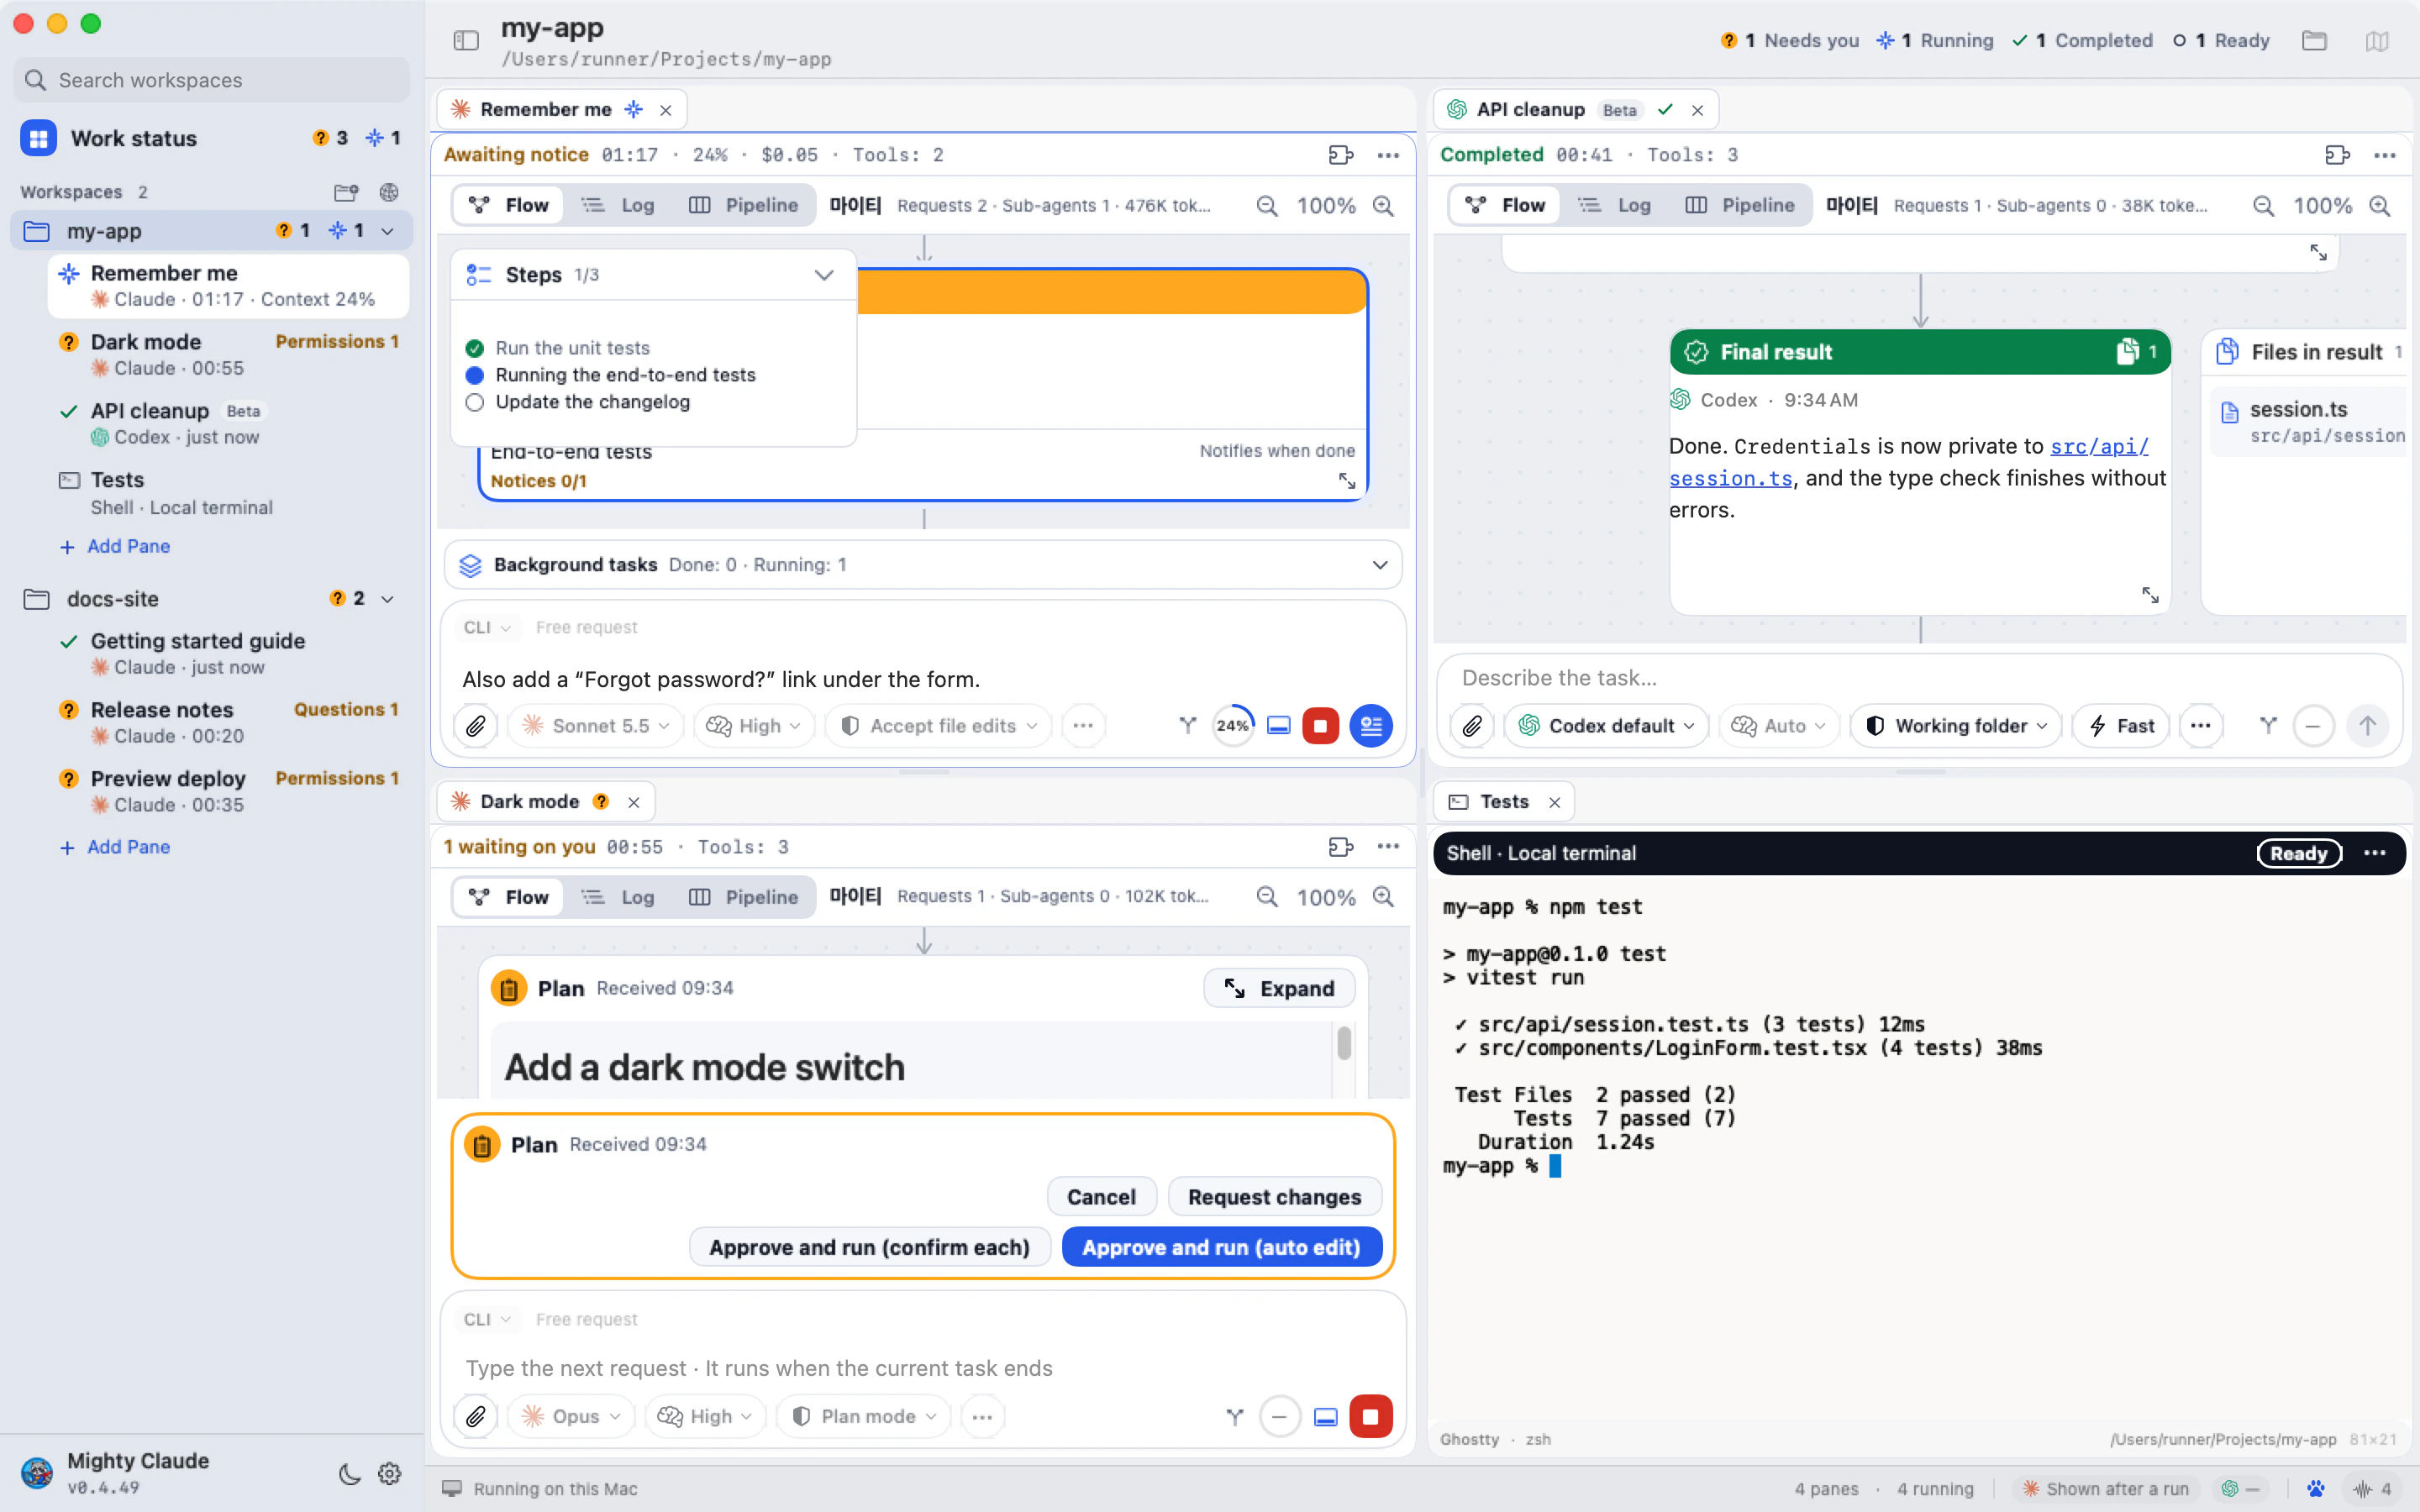 Search workspaces
Work status 3 1
Workspaces 2
my-app 1 1
Remember me
Claude · 01:17 · Context 24%
Dark mode Permissions 1
Claude · 00:55
API cleanup Beta
Codex · just now
Tests
Shell · Local terminal
+ Add Pane
docs-site 2
Getting started guide
Claude · just now
Release notes Questions 1
Claude · 00:20
Preview deploy Permissions 1
Claude · 00:35
+ Add Pane
Mighty Claude
v0.4.49
my-app
/Users/runner/Projects/my-app
1 Needs you 1 Running 1 Completed 1 Ready
Remember me
Awaiting notice 01:17 · 24% · $0.05 · Tools: 2
Flow Log Pipeline 마이티 Requests 2 · Sub-agents 1 · 476K tok... 100%
Steps 1/3
Run the unit tests
Running the end-to-end tests
Update the changelog
End-to-end tests Notifies when done
Notices 0/1
Background tasks Done: 0 · Running: 1
CLI Free request
Also add a “Forgot password?” link under the form.
Sonnet 5.5 High Accept file edits 24%
API cleanup Beta
Completed 00:41 · Tools: 3
Flow Log Pipeline 마이티 Requests 1 · Sub-agents 0 · 38K toke... 100%
Final result 1
Codex · 9:34 AM
Done. Credentials is now private to src/api/
session.ts, and the type check finishes without
errors.
Files in result 1
session.ts
src/api/session
Describe the task...
Codex default Auto Working folder Fast
Dark mode
1 waiting on you 00:55 · Tools: 3
Flow Log Pipeline 마이티 Requests 1 · Sub-agents 0 · 102K tok... 100%
Plan Received 09:34 Expand
Add a dark mode switch
Plan Received 09:34
Cancel Request changes
Approve and run (confirm each) Approve and run (auto edit)
CLI Free request
Type the next request · It runs when the current task ends
Opus High Plan mode
Tests
Shell · Local terminal Ready
my-app % npm test
> my-app@0.1.0 test
> vitest run
✓ src/api/session.test.ts (3 tests) 12ms
✓ src/components/LoginForm.test.tsx (4 tests) 38ms
Test Files 2 passed (2)
Tests 7 passed (7)
Duration 1.24s
my-app %
Ghostty · zsh /Users/runner/Projects/my-app 81×21
Running on this Mac 4 panes · 4 running Shown after a run — 4